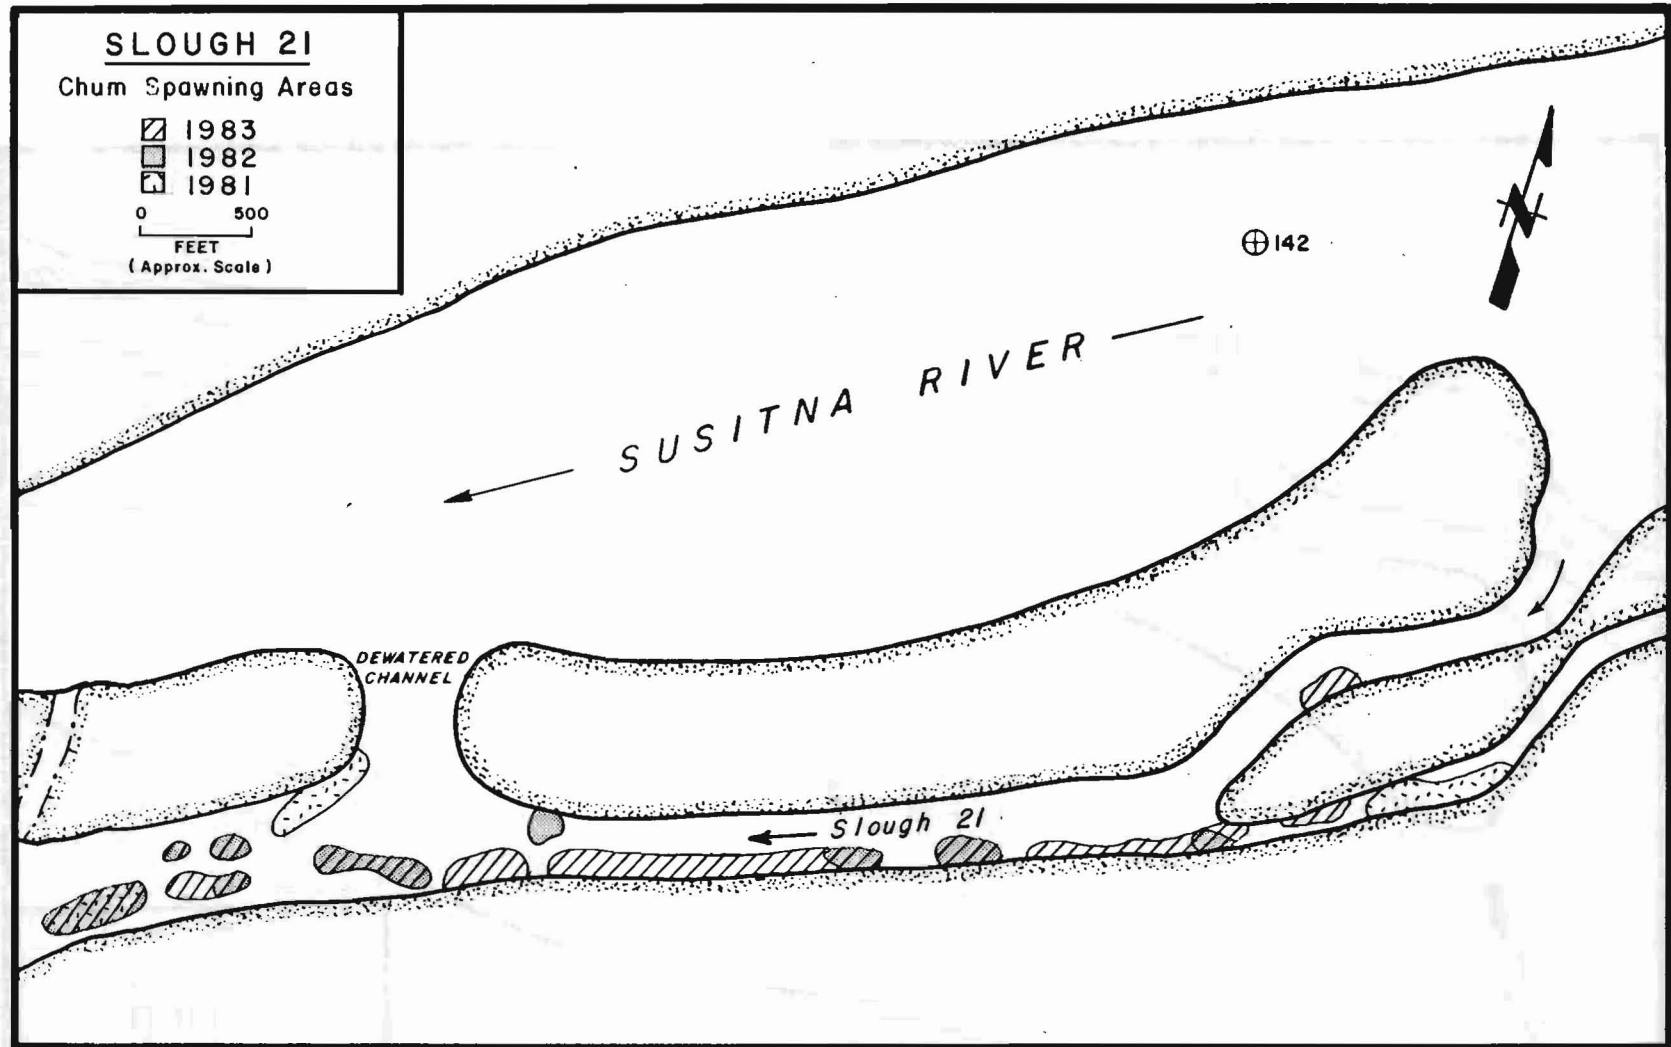 SLOUGH 21
Chum Spawning Areas
1983
1982
1981
0 500
FEET
(Approx. Scale)
142
N
SUSITNA RIVER
DEWATERED
CHANNEL
Slough 21